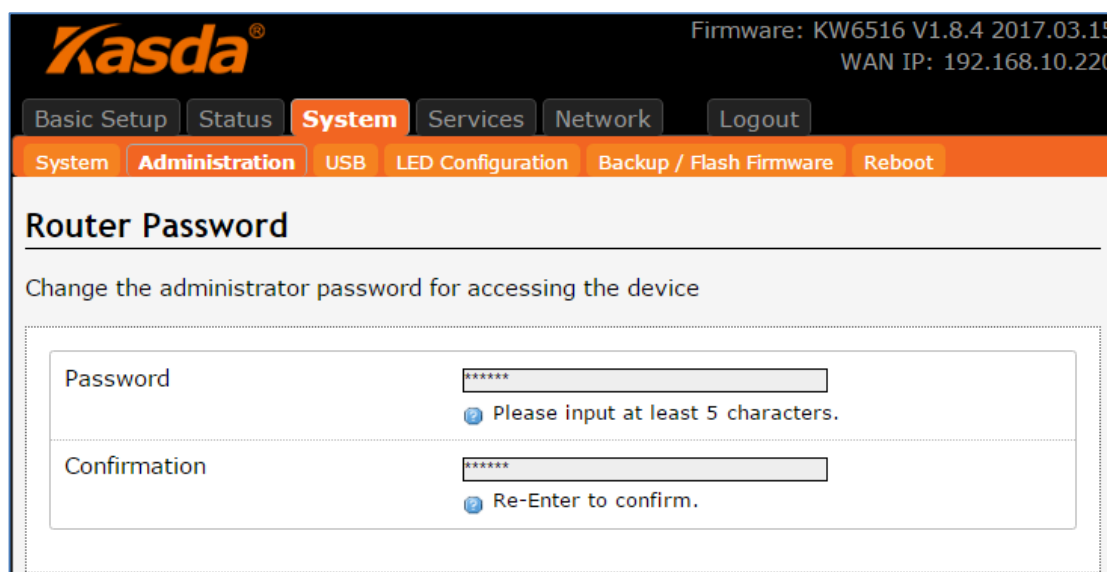 Kasda®
Firmware: KW6516 V1.8.4 2017.03.15
WAN IP: 192.168.10.220
Basic Setup Status System Services Network Logout
System Administration USB LED Configuration Backup / Flash Firmware Reboot
Router Password
Change the administrator password for accessing the device
Password ******
Please input at least 5 characters.
Confirmation ******
Re-Enter to confirm.